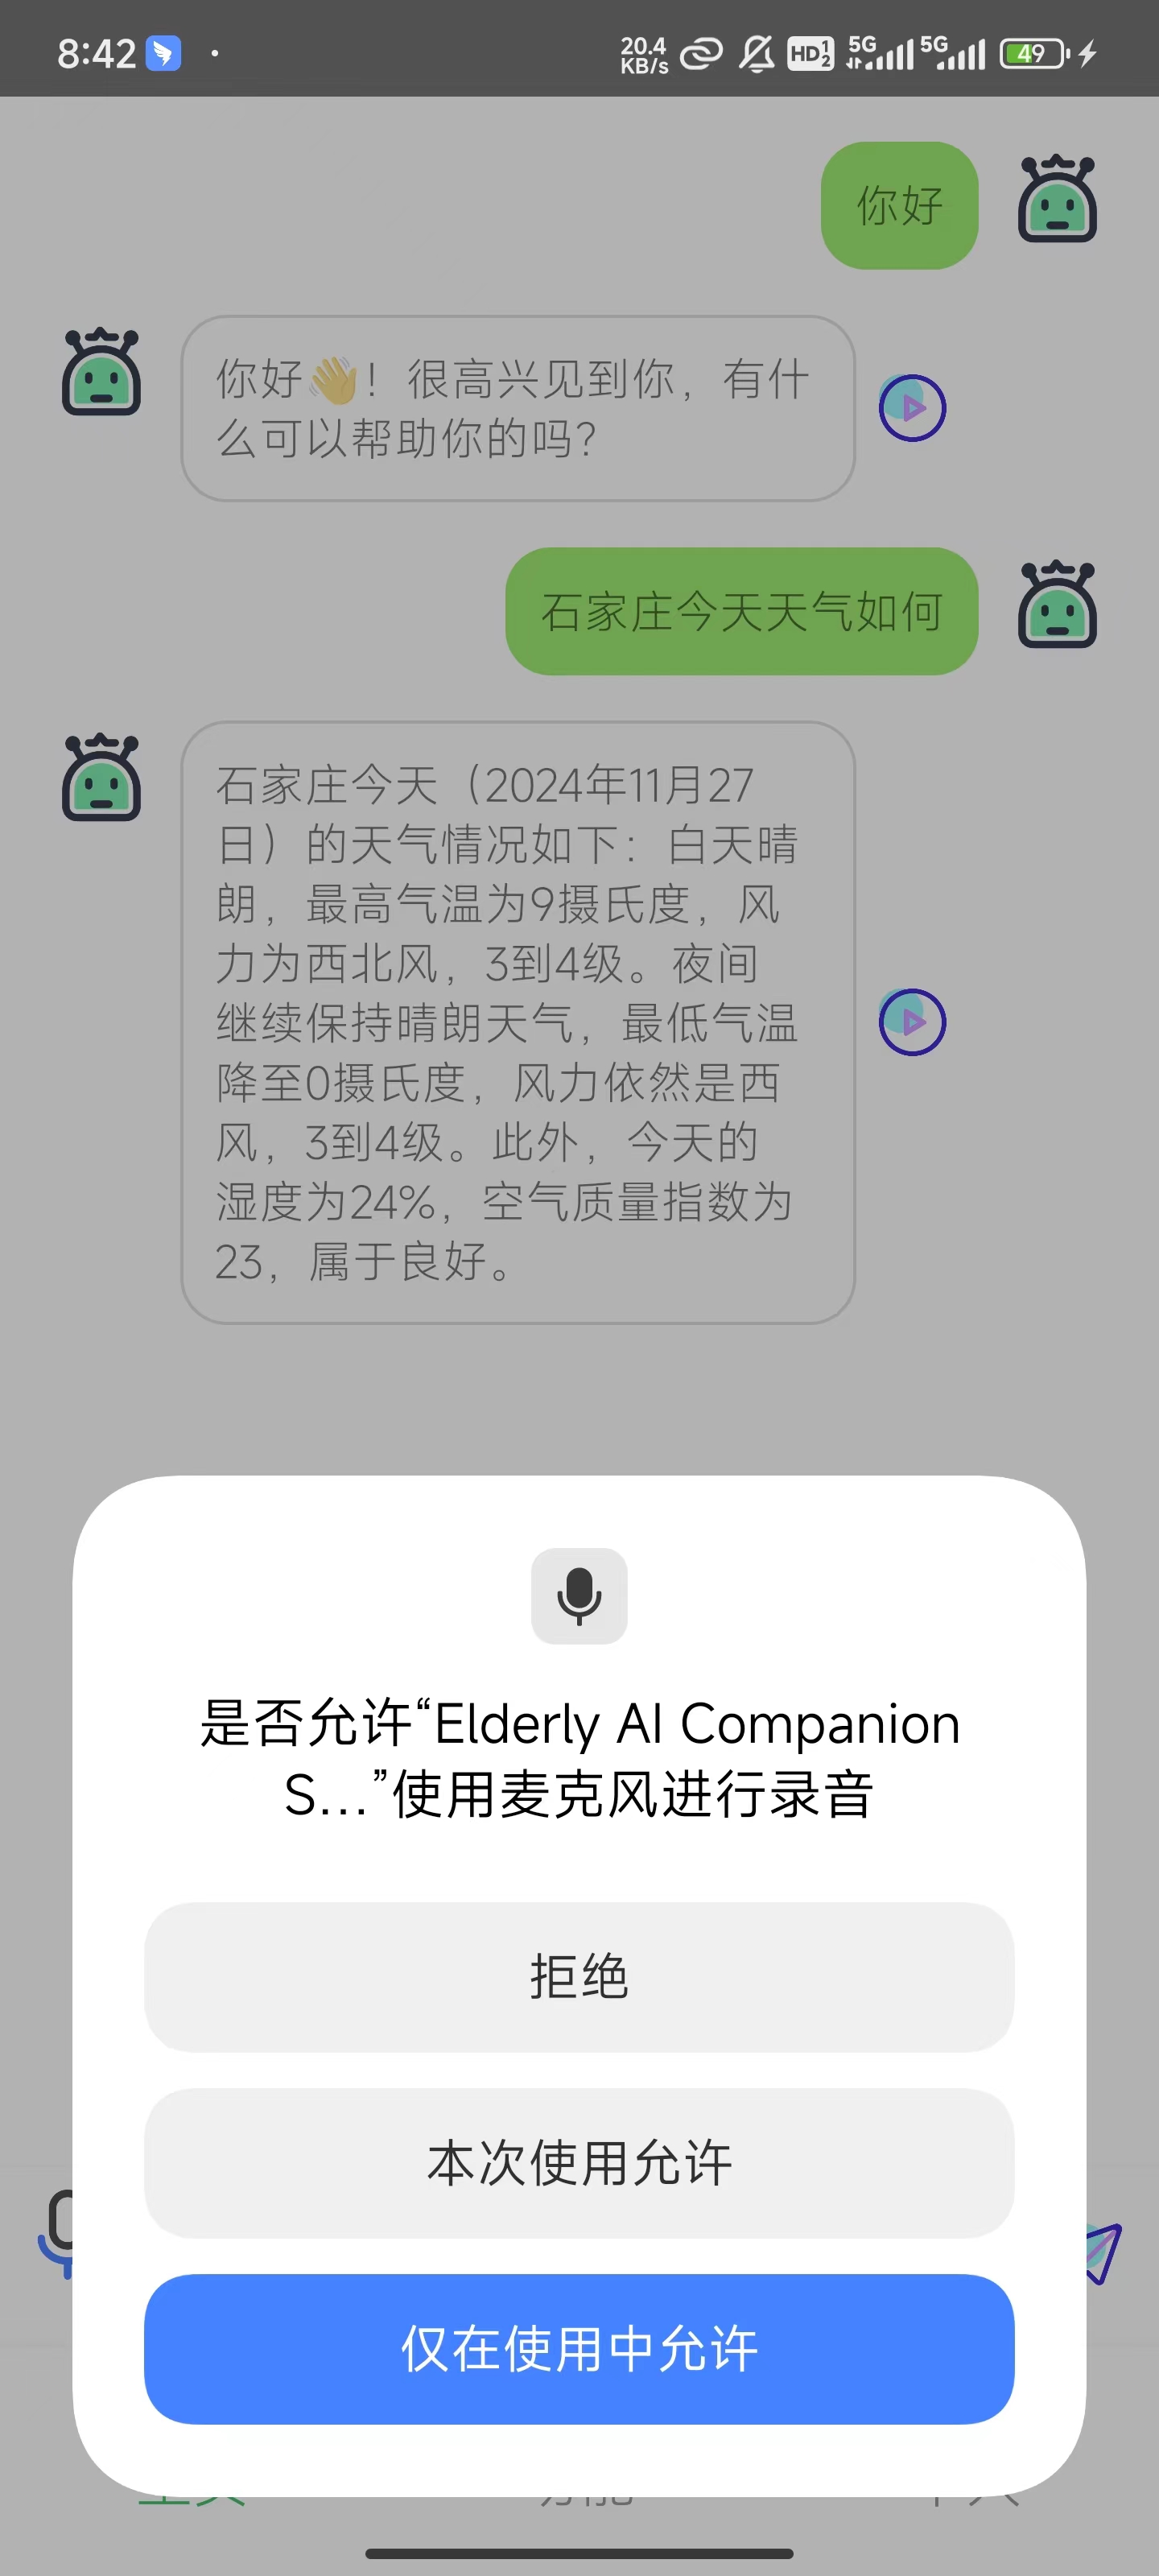 8:42
20.4
KB/s
HD 1 2
5G
5G
49
你好
你好👋！很高兴见到你，有什
么可以帮助你的吗？
石家庄今天天气如何
石家庄今天（2024年11月27
日）的天气情况如下：白天晴
朗，最高气温为9摄氏度，风
力为西北风，3到4级。夜间
继续保持晴朗天气，最低气温
降至0摄氏度，风力依然是西
风，3到4级。此外，今天的
湿度为24%，空气质量指数为
23，属于良好。
是否允许“Elderly AI Companion
S...”使用麦克风进行录音
拒绝
本次使用允许
仅在使用中允许